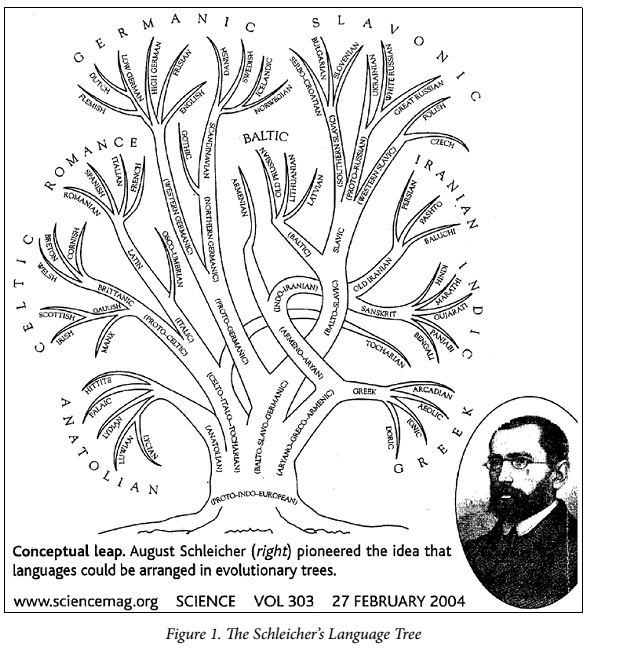 GERMANIC
SLAVONIC
FLEMISH
DUTCH
LOW GERMAN
HIGH GERMAN
FRISIAN
ENGLISH
DANISH
SWEDISH
ICELANDIC
NORWEGIAN
SERBO-CROATIAN
BULGARIAN
SLOVENIAN
UKRAINIAN
WHITE RUSSIAN
GREAT RUSSIAN
POLISH
CZECH
GOTHIC
SCANDINAVIAN
BALTIC
OLD PRUSSIAN
LITHUANIAN
LATVIAN
(SOUTHERN SLAVIC)
(PROTO-RUSSIAN)
(WESTERN SLAVIC)
ROMANCE
ROMANIAN
SPANISH
ITALIAN
FRENCH
(WESTERN GERMANIC)
(NORTHERN GERMANIC)
ARMENIAN
(BALTIC)
SLAVIC
IRANIAN
PERSIAN
PASHTO
BALUCHI
OLD IRANIAN
CELTIC
WELSH
BRETON
CORNISH
BRITTANIC
LATIN
OSCO-UMBRIAN
(INDO-IRANIAN)
(BALTO-SLAVIC)
INDIC
SANSKRIT
HINDI
MARATHI
GUJARATI
PANJABI
BENGALI
SCOTTISH
IRISH
MANX
GAULISH
(PROTO-CELTIC)
(ITALIC)
(PROTO-GERMANIC)
(ARMENO-ARYAN)
TOCHARIAN
ANATOLIAN
HITTITE
PALAIC
LYDIAN
LUWIAN
LYCIAN
(ANATOLIAN)
(CELTO-ITALO-TOCHARIAN)
(BALTO-SLAVO-GERMANIC)
(ARYANO-GRECO-ARMENIC)
GREEK
ARCADIAN
AEOLIC
IONIC
DORIC
GREEK
(PROTO-INDO-EUROPEAN)
Conceptual leap. August Schleicher (right) pioneered the idea that
languages could be arranged in evolutionary trees.
www.sciencemag.org SCIENCE VOL 303 27 FEBRUARY 2004
Figure 1. The Schleicher's Language Tree